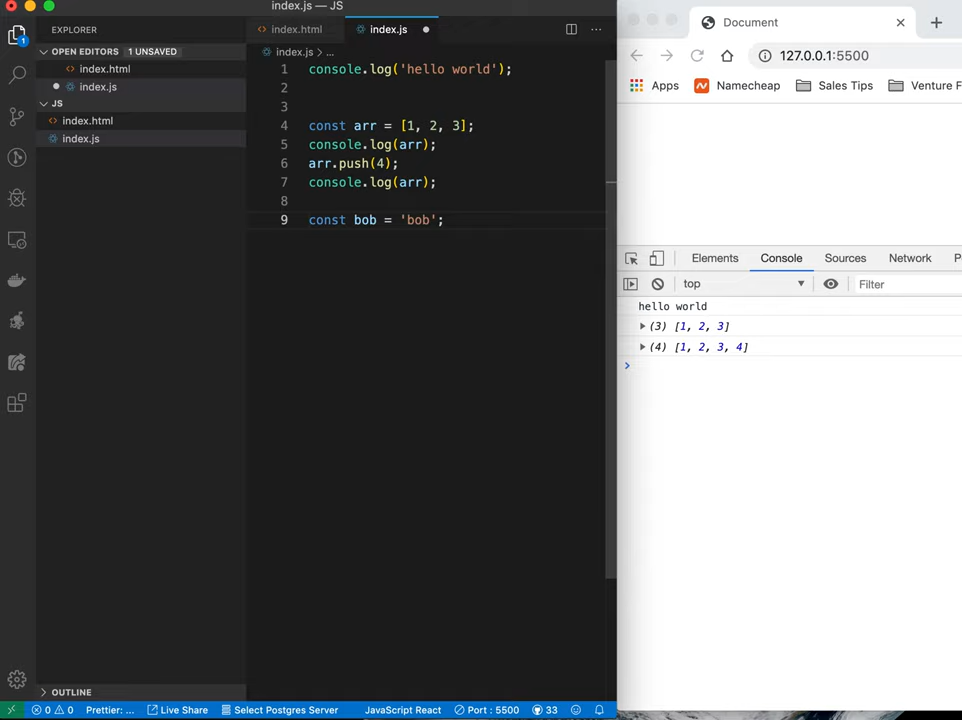 index.js — JS
EXPLORER
index.html
index.js
OPEN EDITORS 1 UNSAVED
index.html
index.js
JS
index.html
index.js
index.js > ...
1 console.log('hello world');
2
3
4 const arr = [1, 2, 3];
5 console.log(arr);
6 arr.push(4);
7 console.log(arr);
8
9 const bob = 'bob';
OUTLINE
0 0 Prettier: ... Live Share Select Postgres Server JavaScript React Port : 5500 33
1
Document
127.0.0.1:5500
Apps Namecheap Sales Tips Venture F
Elements Console Sources Network
top Filter
hello world
(3) [1, 2, 3]
(4) [1, 2, 3, 4]